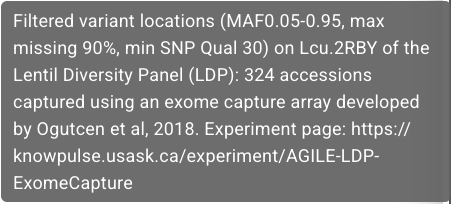 Filtered variant locations (MAF0.05-0.95, max
missing 90%, min SNP Qual 30) on Lcu.2RBY of the
Lentil Diversity Panel (LDP): 324 accessions
captured using an exome capture array developed
by Ogutcen et al, 2018. Experiment page: https://
knowpulse.usask.ca/experiment/AGILE-LDP-
ExomeCapture